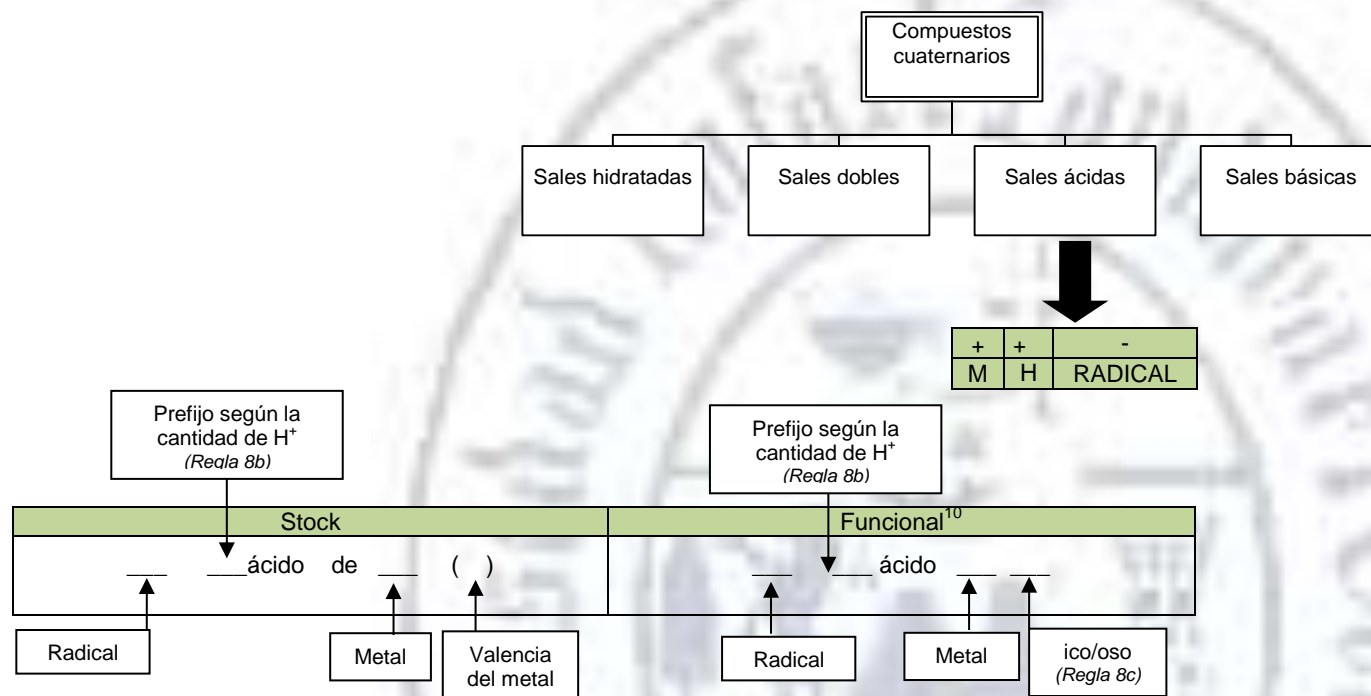 Compuestos
cuaternarios
Sales hidratadas
Sales dobles
Sales ácidas
Sales básicas
+ + -
M H RADICAL
Prefijo según la
cantidad de H⁺
(Regla 8b)
Prefijo según la
cantidad de H⁺
(Regla 8b)
Stock
Funcional¹⁰
___ ___ácido de ___ ( )
___ ___ ácido ___ ___
Radical
Metal
Valencia
del metal
Radical
Metal
ico/oso
(Regla 8c)